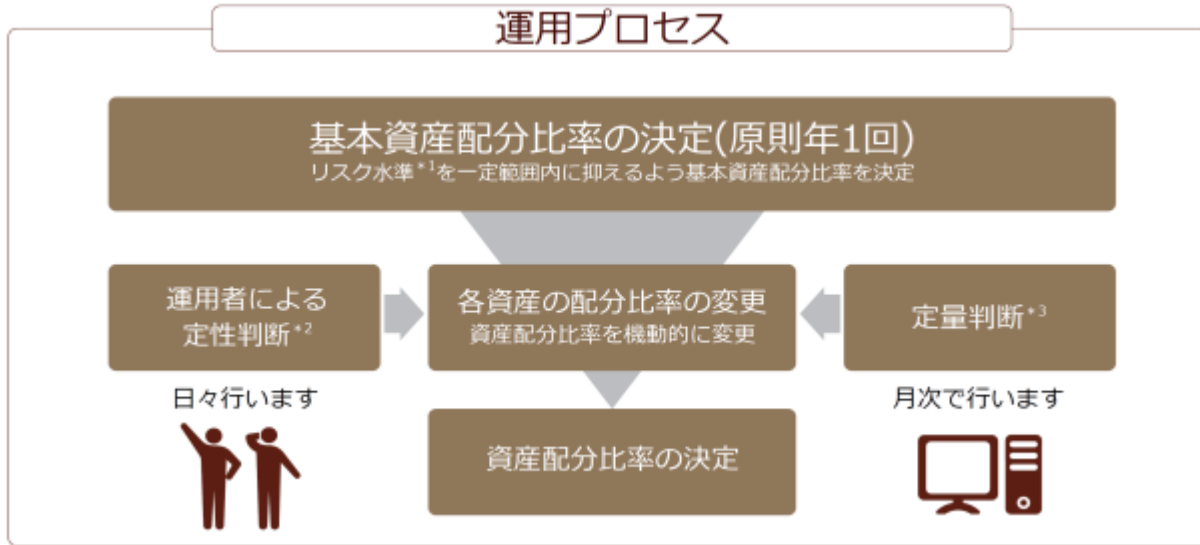 運用プロセス
基本資産配分比率の決定(原則年1回)
リスク水準*1を一定範囲内に抑えるよう基本資産配分比率を決定
運用者による
定性判断*2
日々行います
各資産の配分比率の変更
資産配分比率を機動的に変更
定量判断*3
月次で行います
資産配分比率の決定